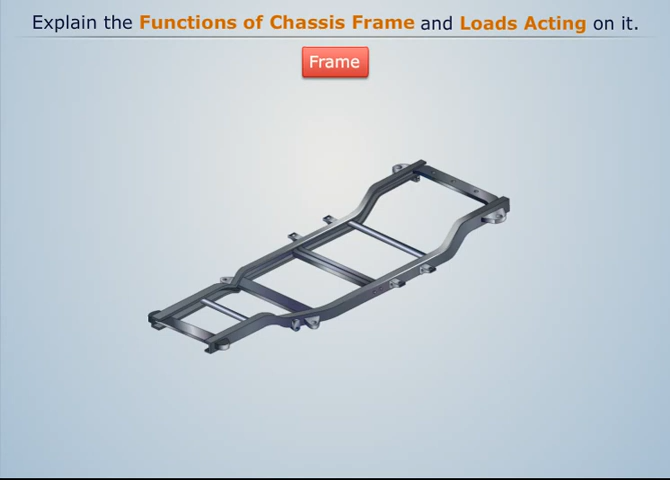 Explain the Functions of Chassis Frame and Loads Acting on it.
Frame